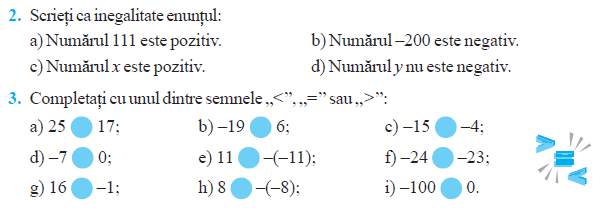 2. Scrieți ca inegalitate enunțul:
a) Numărul 111 este pozitiv. b) Numărul –200 este negativ.
c) Numărul x este pozitiv. d) Numărul y nu este negativ.
3. Completați cu unul dintre semnele „<”, „=” sau „>”:
a) 25 17; b) –19 6; c) –15 –4;
d) –7 0; e) 11 –(–11); f) –24 –23;
g) 16 –1; h) 8 –(–8); i) –100 0.
> = <